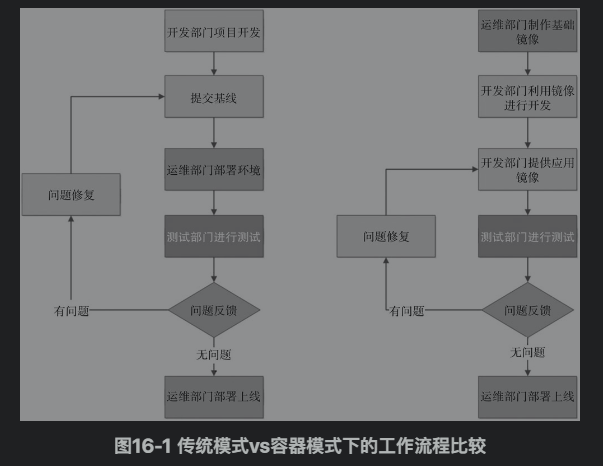 开发部门项目开发
提交基线
运维部门部署环境
问题修复
测试部门进行测试
有问题
问题反馈
无问题
运维部门部署上线
运维部门制作基础
镜像
开发部门利用镜像
进行开发
开发部门提供应用
镜像
问题修复
测试部门进行测试
有问题
问题反馈
无问题
运维部门部署上线
图16-1 传统模式vs容器模式下的工作流程比较